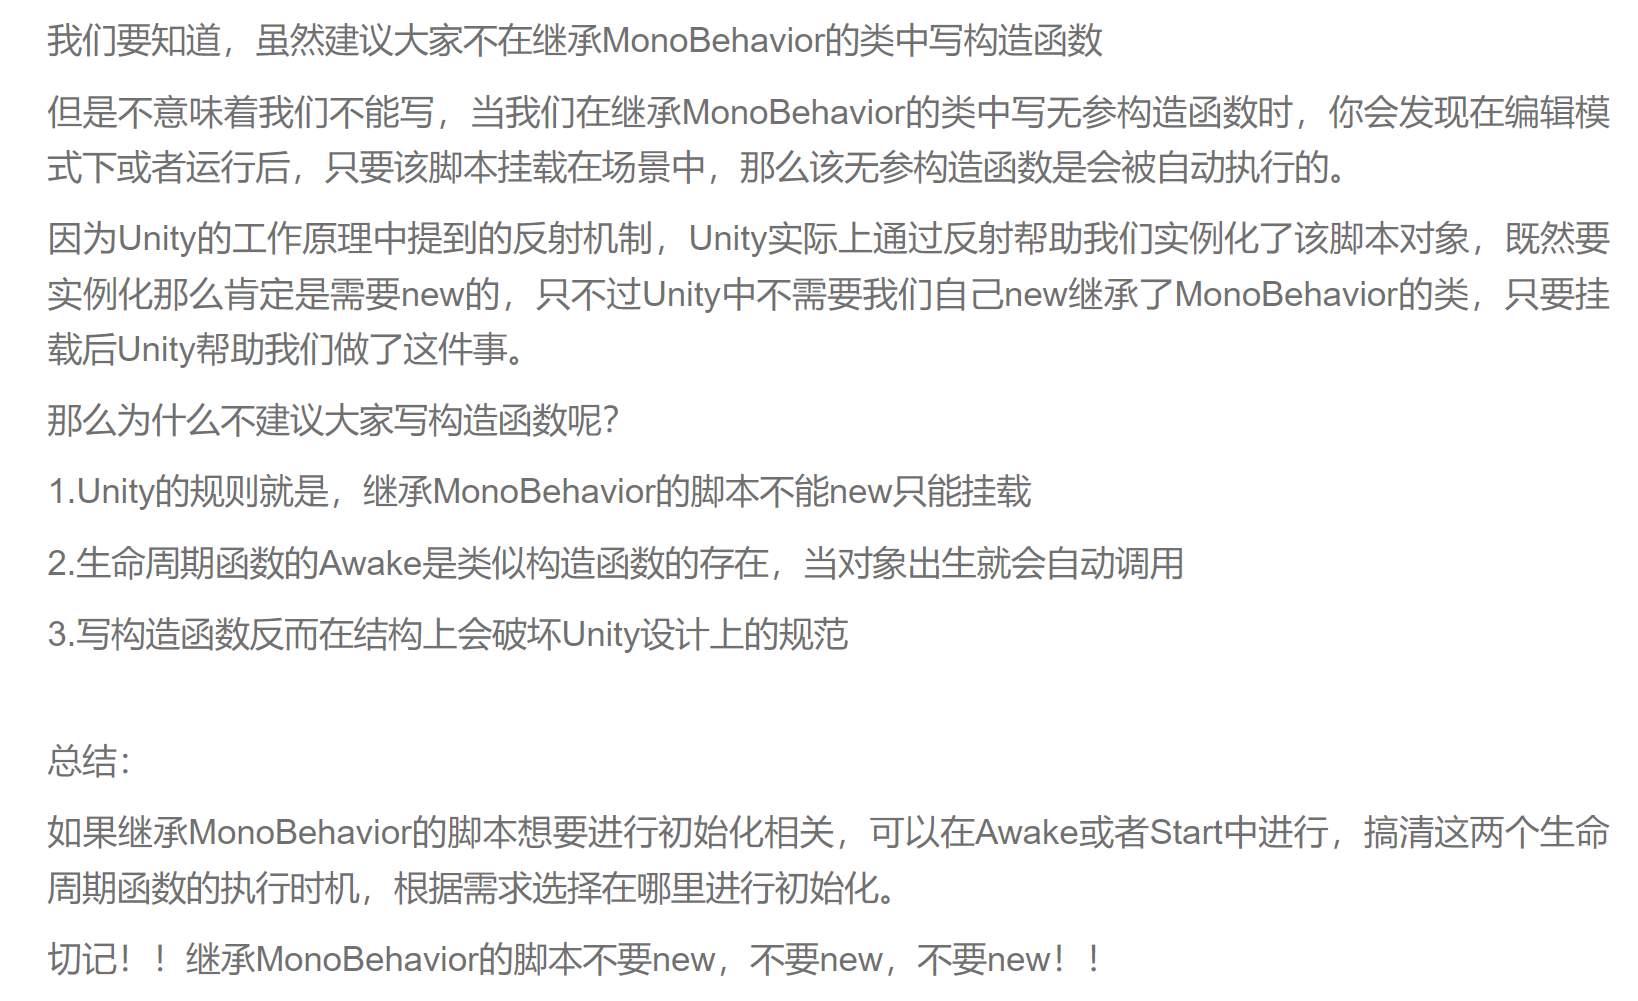 我们要知道，虽然建议大家不在继承MonoBehavior的类中写构造函数
但是不意味着我们不能写，当我们在继承MonoBehavior的类中写无参构造函数时，你会发现在编辑模
式下或者运行后，只要该脚本挂载在场景中，那么该无参构造函数是会被自动执行的。
因为Unity的工作原理中提到的反射机制，Unity实际上通过反射帮助我们实例化了该脚本对象，既然要
实例化那么肯定是需要new的，只不过Unity中不需要我们自己new继承了MonoBehavior的类，只要挂
载后Unity帮助我们做了这件事。
那么为什么不建议大家写构造函数呢？
1.Unity的规则就是，继承MonoBehavior的脚本不能new只能挂载
2.生命周期函数的Awake是类似构造函数的存在，当对象出生就会自动调用
3.写构造函数反而在结构上会破坏Unity设计上的规范
总结：
如果继承MonoBehavior的脚本想要进行初始化相关，可以在Awake或者Start中进行，搞清这两个生命
周期函数的执行时机，根据需求选择在哪里进行初始化。
切记！！继承MonoBehavior的脚本不要new，不要new，不要new！！